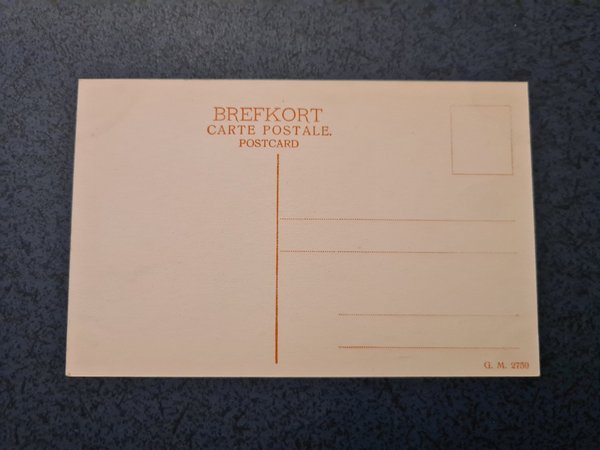 BREFKORT
CARTE POSTALE.
POSTCARD
G. M. 2750